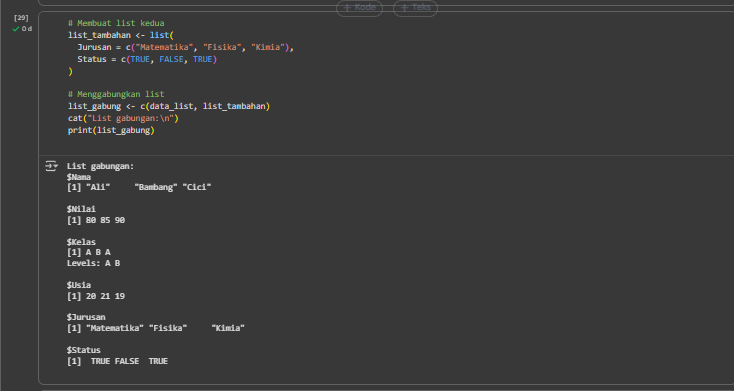 + Kode + Teks
[29]
0 d
# Membuat list kedua
list_tambahan <- list(
  Jurusan = c("Matematika", "Fisika", "Kimia"),
  Status = c(TRUE, FALSE, TRUE)
)
# Menggabungkan list
list_gabung <- c(data_list, list_tambahan)
cat("List gabungan:\n")
print(list_gabung)
List gabungan:
$Nama
[1] "Ali"     "Bambang" "Cici"
$Nilai
[1] 80 85 90
$Kelas
[1] A B A
Levels: A B
$Usia
[1] 20 21 19
$Jurusan
[1] "Matematika" "Fisika"     "Kimia"
$Status
[1]  TRUE FALSE  TRUE